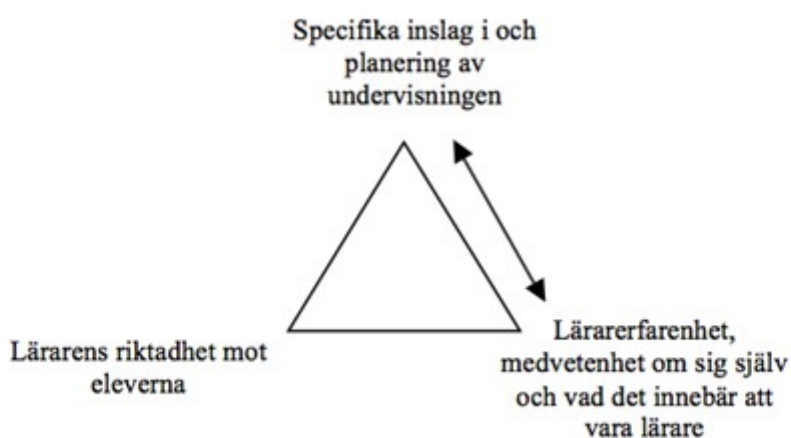 Specifika inslag i och
planering av
undervisningen
Lärarens riktadhet mot
eleverna
Lärarerfarenhet,
medvetenhet om sig själv
och vad det innebär att
vara lärare